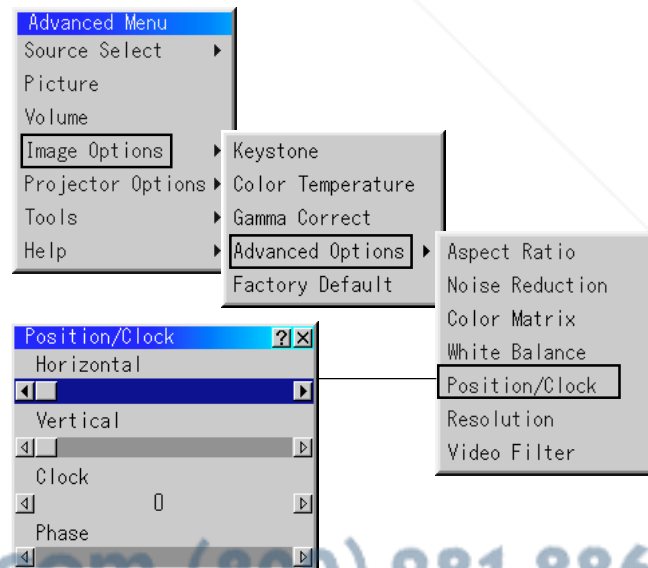 Advanced Menu
Source Select
Picture
Volume
Image Options
Projector Options
Tools
Help
Keystone
Color Temperature
Gamma Correct
Advanced Options
Factory Default
Aspect Ratio
Noise Reduction
Color Matrix
White Balance
Position/Clock
Resolution
Video Filter
Position/Clock ? ×
Horizontal
Vertical
Clock
0
Phase